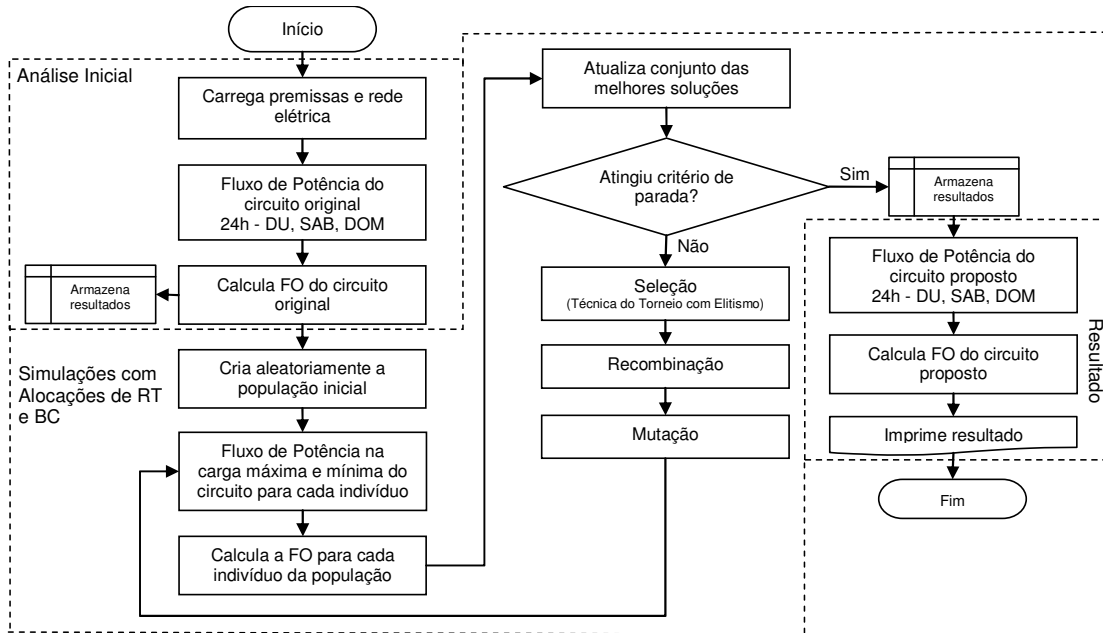 Início
Análise Inicial
Carrega premissas e rede
elétrica
Fluxo de Potência do
circuito original
24h - DU, SAB, DOM
Calcula FO do circuito
original
Armazena
resultados
Simulações com
Alocações de RT
e BC
Cria aleatoriamente a
população inicial
Fluxo de Potência na
carga máxima e mínima do
circuito para cada indivíduo
Calcula a FO para cada
indivíduo da população
Atualiza conjunto das
melhores soluções
Atingiu critério de
parada?
Sim
Não
Armazena
resultados
Seleção
(Técnica do Torneio com Elitismo)
Recombinação
Mutação
Fluxo de Potência do
circuito proposto
24h - DU, SAB, DOM
Calcula FO do circuito
proposto
Imprime resultado
Resultado
Fim